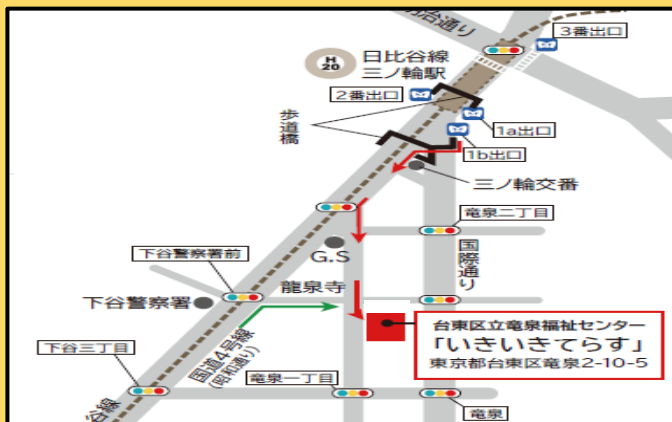 明治通り
3番出口
H
20
日比谷線
三ノ輪駅
2番出口
歩道橋
1a出口
1b出口
三ノ輪交番
竜泉二丁目
国際通り
G.S
下谷警察署前
龍泉寺
下谷警察署
国道4号線
(昭和通り)
台東区立竜泉福祉センター
「いきいきてらす」
東京都台東区竜泉2-10-5
下谷三丁目
竜泉一丁目
竜泉
谷線